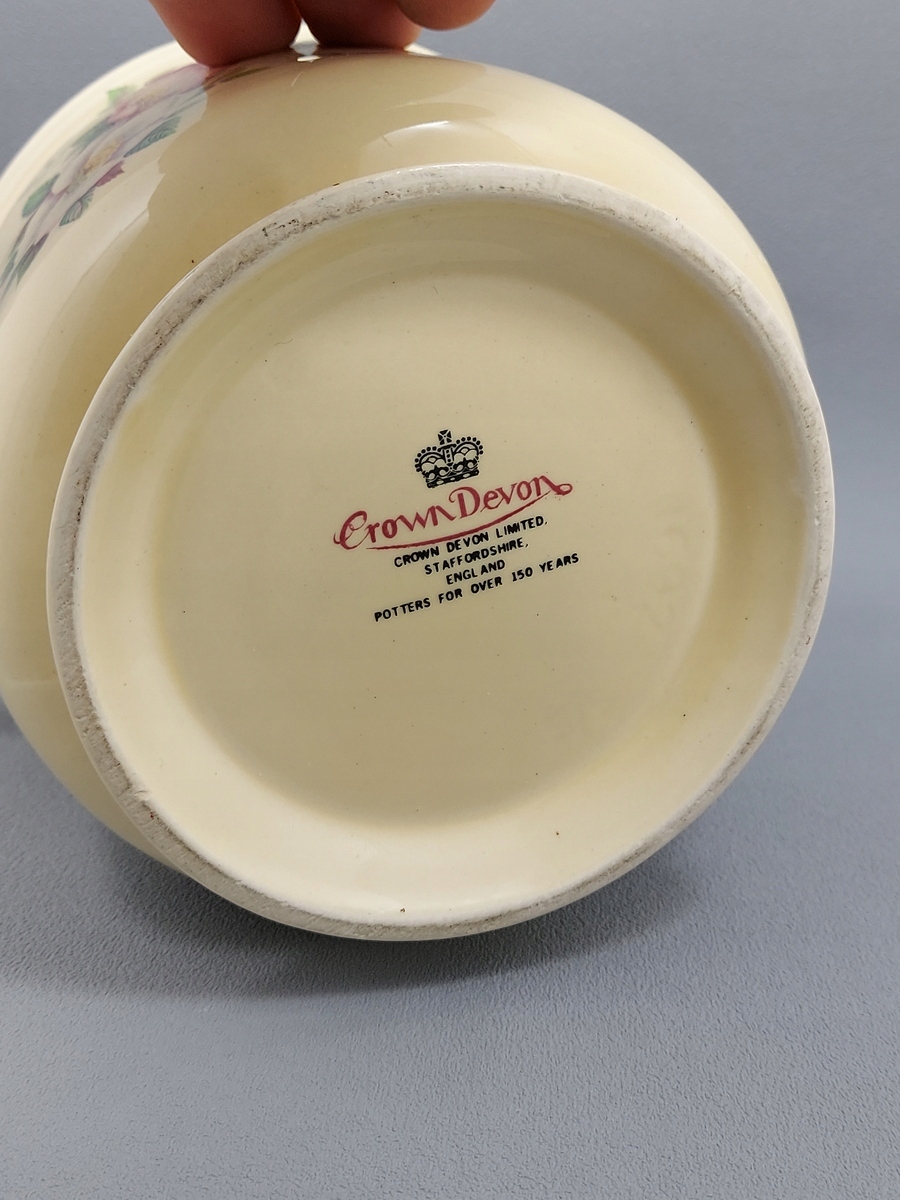 Crown Devon
CROWN DEVON LIMITED,
STAFFORDSHIRE,
ENGLAND
POTTERS FOR OVER 150 YEARS